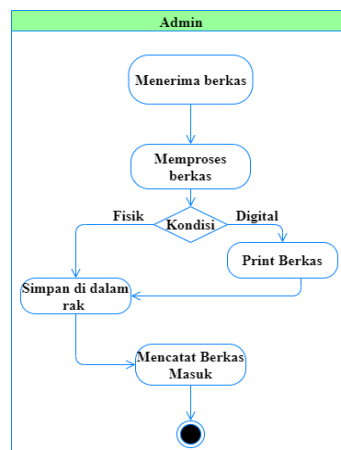 Admin
Menerima berkas
Memproses
berkas
Fisik
Kondisi
Digital
Print Berkas
Simpan di dalam
rak
Mencatat Berkas
Masuk